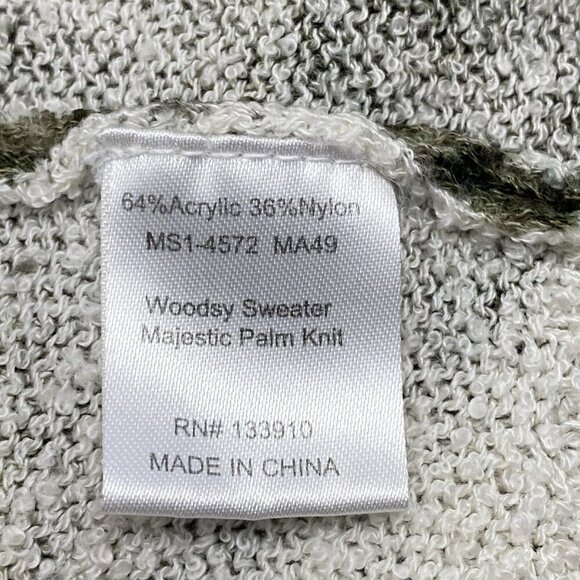 64%Acrylic 36%Nylon
MS1-4572 MA49
Woodsy Sweater
Majestic Palm Knit
RN# 133910
MADE IN CHINA